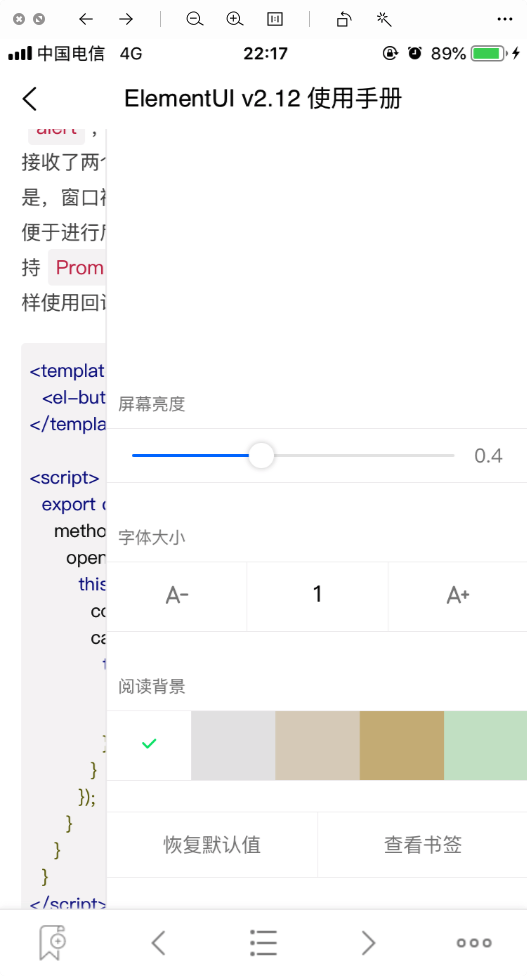 中国电信 4G 22:17 89%
ElementUI v2.12 使用手册
alert ，
接收了两个
是，窗口被
便于进行后
持 Prom
样使用回调
<templat
<el-but
</templa
<script>
export d
metho
open
this
co
ca
}
}
});
}
}
}
</script>
屏幕亮度
0.4
字体大小
A- 1 A+
阅读背景
恢复默认值 查看书签